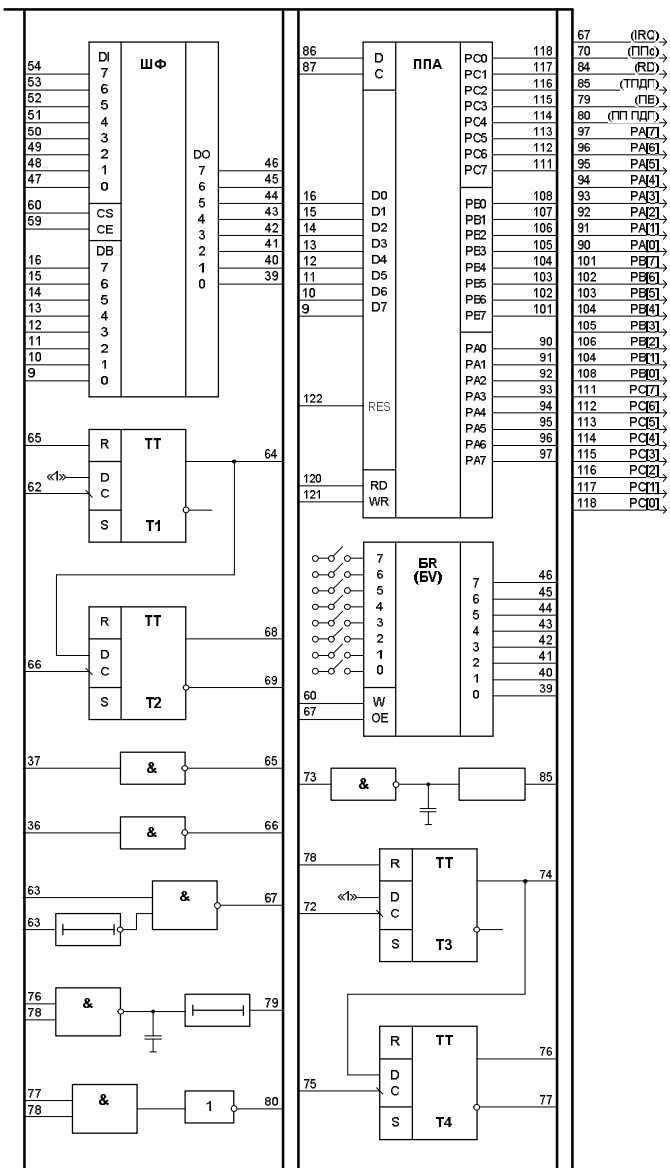 54 DI ШФ
53 7
52 6
51 5
50 4
49 3 DO
48 2 7 46
47 1 6 45
0 5 44
60 CS 4 43
59 CE 3 42
DB 2 41
16 7 1 40
15 6 0 39
14 5
13 4
12 3
11 2
10 1
9 0
65 R TT 64
«1» D
62 C
S T1
R TT 68
D
66 C 69
S T2
37 & 65
36 & 66
63 & 67
63
76 & 79
78
77 & 1 80
78
86 D ППА PC0 118
87 C PC1 117
PC2 116
PC3 115
PC4 114
PC5 113
PC6 112
PC7 111
16 D0 PB0 108
15 D1 PB1 107
14 D2 PE2 106
13 D3 PE3 105
12 D4 PE4 104
11 D5 PB5 103
10 D6 PB6 102
9 D7 PE7 101
PA0 90
PA1 91
PA2 92
122 RES PA3 93
PA4 94
PA5 95
PA6 96
PA7 97
120 RD
121 WR
7 БR (БV) 7 46
6 6 45
5 5 44
4 4 43
3 3 42
2 2 41
1 1 40
0 0 39
60 W
67 OE
73 & 85
78 R TT 74
«1» D
72 C
S T3
R TT 76
D
75 C 77
S T4
67 (IRQ)
70 (ППс)
84 (RD)
85 (ТПДП)
79 (ПВ)
80 (ПП ПДП)
97 PA[7]
96 PA[6]
95 PA[5]
94 PA[4]
93 PA[3]
92 PA[2]
91 PA[1]
90 PA[0]
101 PB[7]
102 PB[6]
103 PB[5]
104 PB[4]
105 PB[3]
106 PB[2]
104 PB[1]
108 PB[0]
111 PC[7]
112 PC[6]
113 PC[5]
114 PC[4]
115 PC[3]
116 PC[2]
117 PC[1]
118 PC[0]